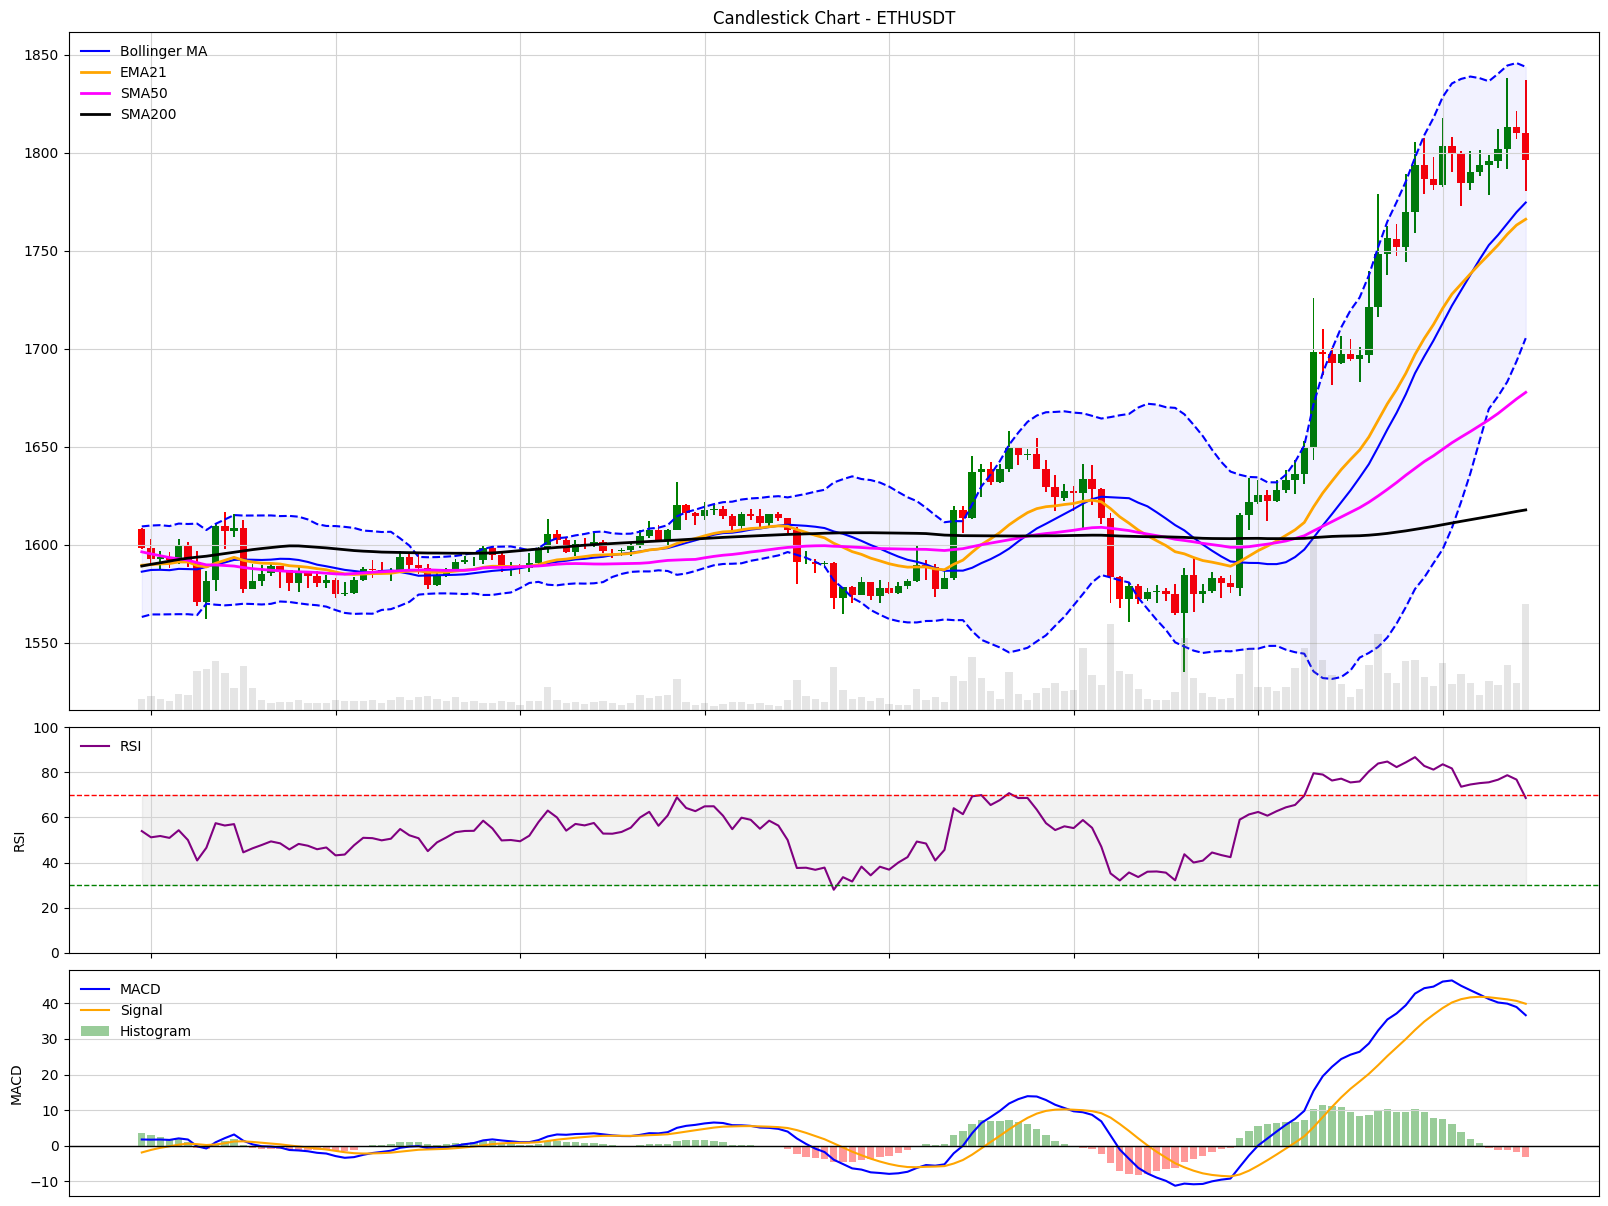 Candlestick Chart - ETHUSDT
Bollinger MA
EMA21
SMA50
SMA200
1850
1800
1750
1700
1650
1600
1550
RSI
100
80
60
40
20
0
RSI
MACD
Signal
Histogram
40
30
20
10
0
−10
MACD